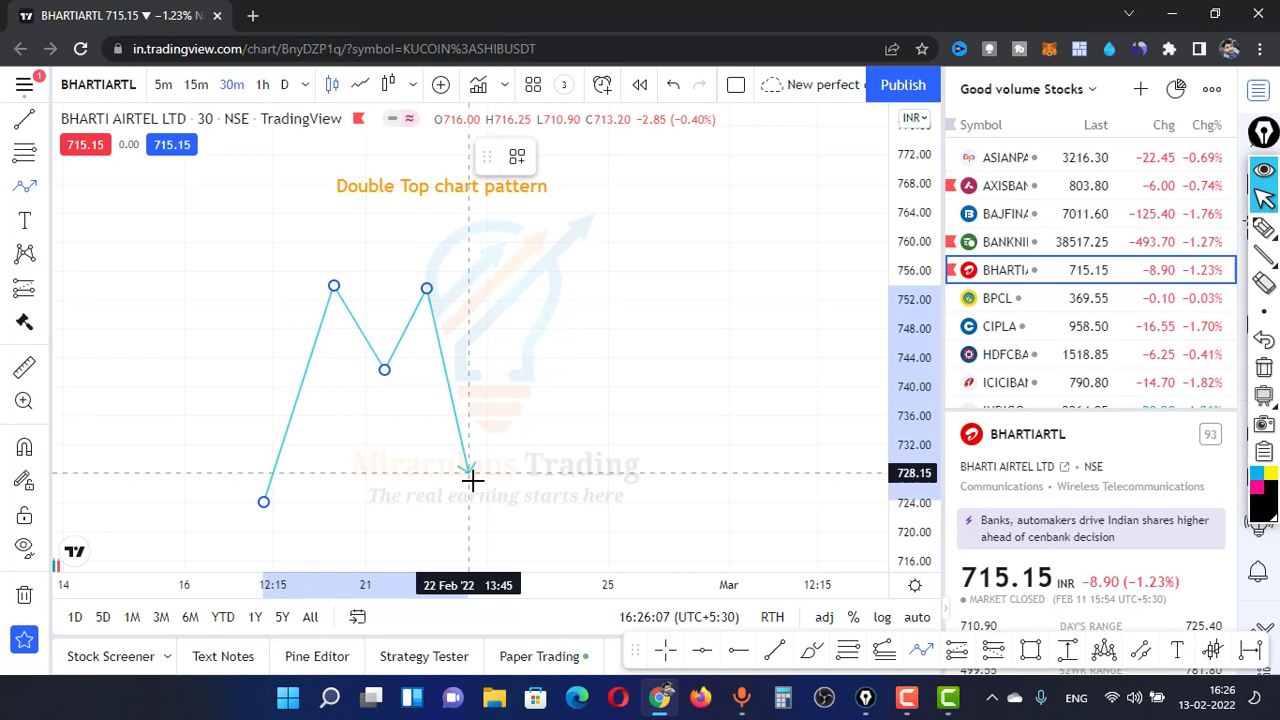 BHARTIARTL 715.15 ▼ −1.23% N
in.tradingview.com/chart/BnyDZP1q/?symbol=KUCOIN%3ASHIBUSDT
1
BHARTIARTL
5m
15m
30m
1h
D
3
New perfect c
Publish
BHARTI AIRTEL LTD · 30 · NSE · TradingView
O716.00 H716.25 L710.90 C713.20 −2.85 (−0.40%)
715.15
0.00
715.15
INR
Double Top chart pattern
Miraculous Trading
The real earning starts here
772.00
768.00
764.00
760.00
756.00
752.00
748.00
744.00
740.00
736.00
732.00
728.15
724.00
720.00
716.00
14
16
12:15
21
22 Feb '22 13:45
25
Mar
12:15
1D
5D
1M
3M
6M
YTD
1Y
5Y
All
16:26:07 (UTC+5:30)
RTH
adj
%
log
auto
Stock Screener
Text Notes
Pine Editor
Strategy Tester
Paper Trading
Good volume Stocks
Symbol Last Chg Chg%
ASIANPA 3216.30 −22.45 −0.69%
AXISBAN 803.80 −6.00 −0.74%
BAJFINA 7011.60 −125.40 −1.76%
BANKNI 38517.25 −493.70 −1.27%
BHARTIA 715.15 −8.90 −1.23%
BPCL 369.55 −0.10 −0.03%
CIPLA 958.50 −16.55 −1.70%
HDFCBA 1518.85 −6.25 −0.41%
ICICIBAN 790.80 −14.70 −1.82%
BHARTIARTL
93
BHARTI AIRTEL LTD · NSE
Communications • Wireless Telecommunications
Banks, automakers drive Indian shares higher
ahead of cenbank decision
715.15 INR −8.90 (−1.23%)
MARKET CLOSED (FEB 11 15:54 UTC+5:30)
710.90 DAY'S RANGE 725.40
ENG
16:26
13-02-2022